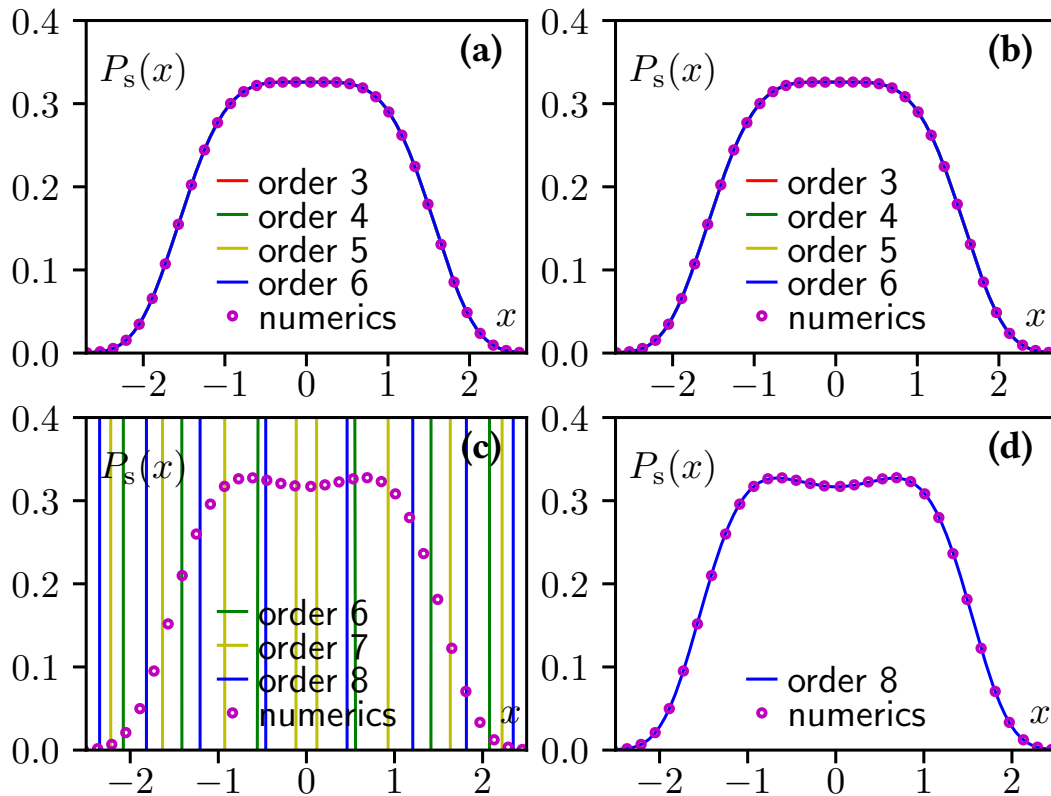 0.4
(a)
P_s(x)
0.3
order 3
0.2
order 4
order 5
0.1
order 6
numerics
x
0.0
−2 −1 0 1 2
0.4
(b)
P_s(x)
0.3
order 3
0.2
order 4
order 5
0.1
order 6
numerics
x
0.0
−2 −1 0 1 2
0.4
(c)
P_s(x)
0.3
0.2
order 6
order 7
0.1
order 8
numerics
x
0.0
−2 −1 0 1 2
0.4
(d)
P_s(x)
0.3
0.2
0.1
order 8
numerics
x
0.0
−2 −1 0 1 2